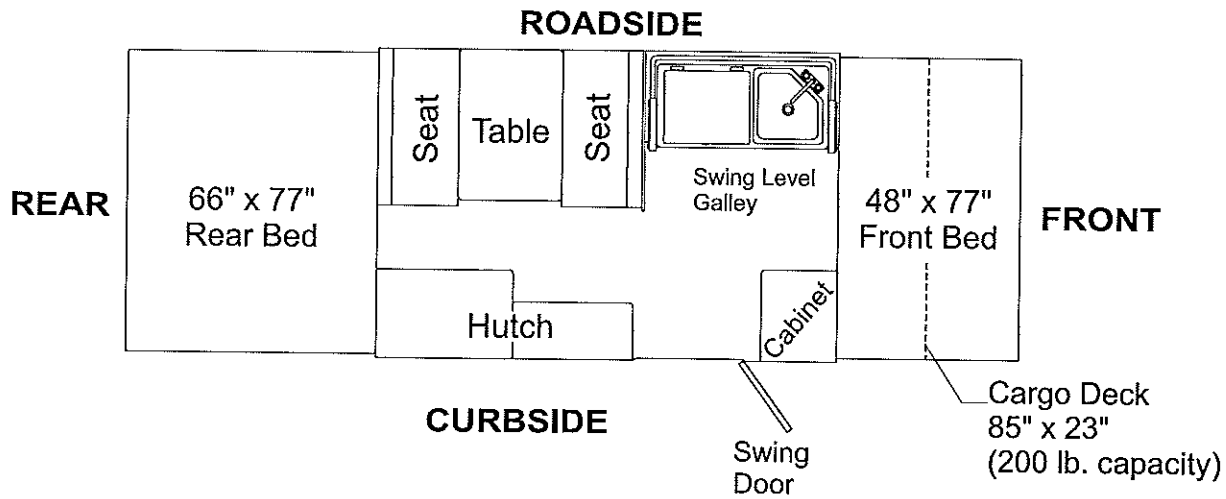 ROADSIDE
Seat
Table
Seat
Swing Level
Galley
REAR
66" x 77"
Rear Bed
48" x 77"
Front Bed
FRONT
Hutch
Cabinet
CURBSIDE
Swing
Door
Cargo Deck
85" x 23"
(200 lb. capacity)